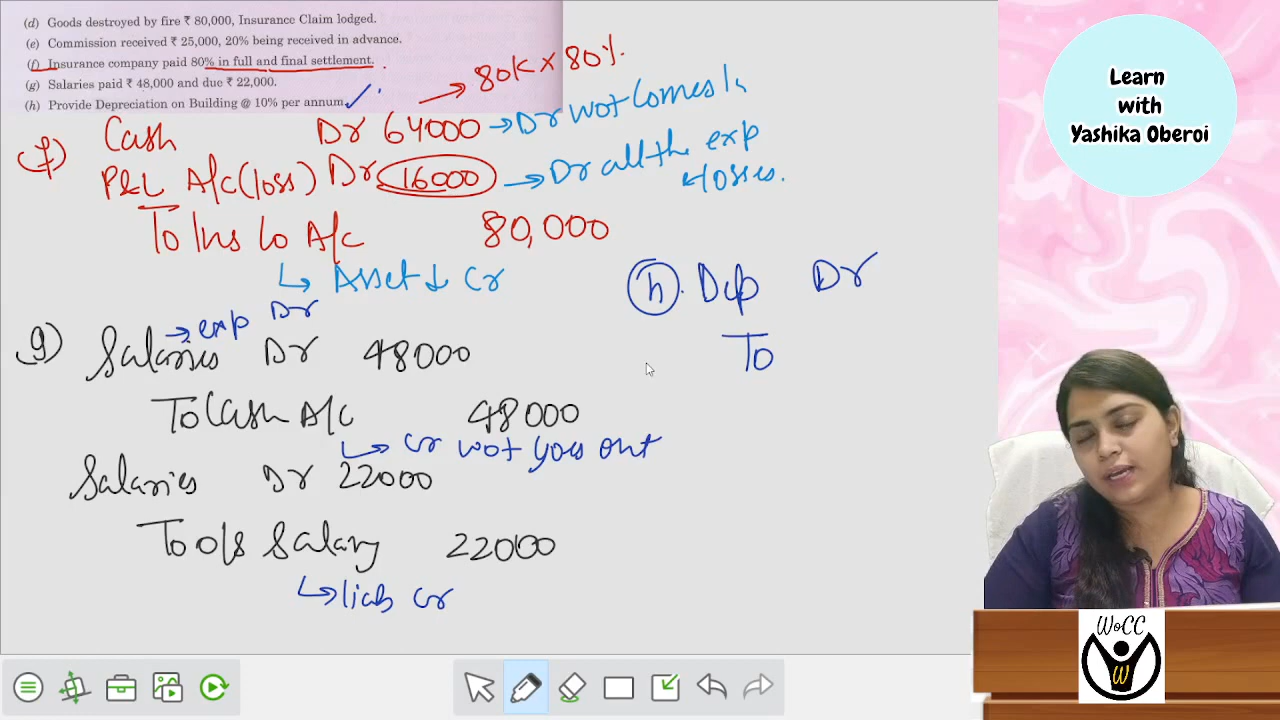 (d) Goods destroyed by fire ₹ 80,000, Insurance Claim lodged.
(e) Commission received ₹ 25,000, 20% being received in advance.
(f) Insurance company paid 80% in full and final settlement.
(g) Salaries paid ₹ 48,000 and due ₹ 22,000.
(h) Provide Depreciation on Building @ 10% per annum.
→ 80K × 80%
f) Cash Dr 64000 → Dr wot Comes In
P&L A/c (loss) Dr 16000 → Dr all the exp
+ losses.
To Ins Co A/c 80,000
↳ Asset ↓ Cr
→ exp Dr
g) Salaries Dr 48000
To Cash A/c 48000
↳ Cr wot goes out
Salaries Dr 22000
To o/s Salary 22000
↳ liab Cr
(h). Dep Dr
To
Learn
with
Yashika Oberoi
WoCC
W